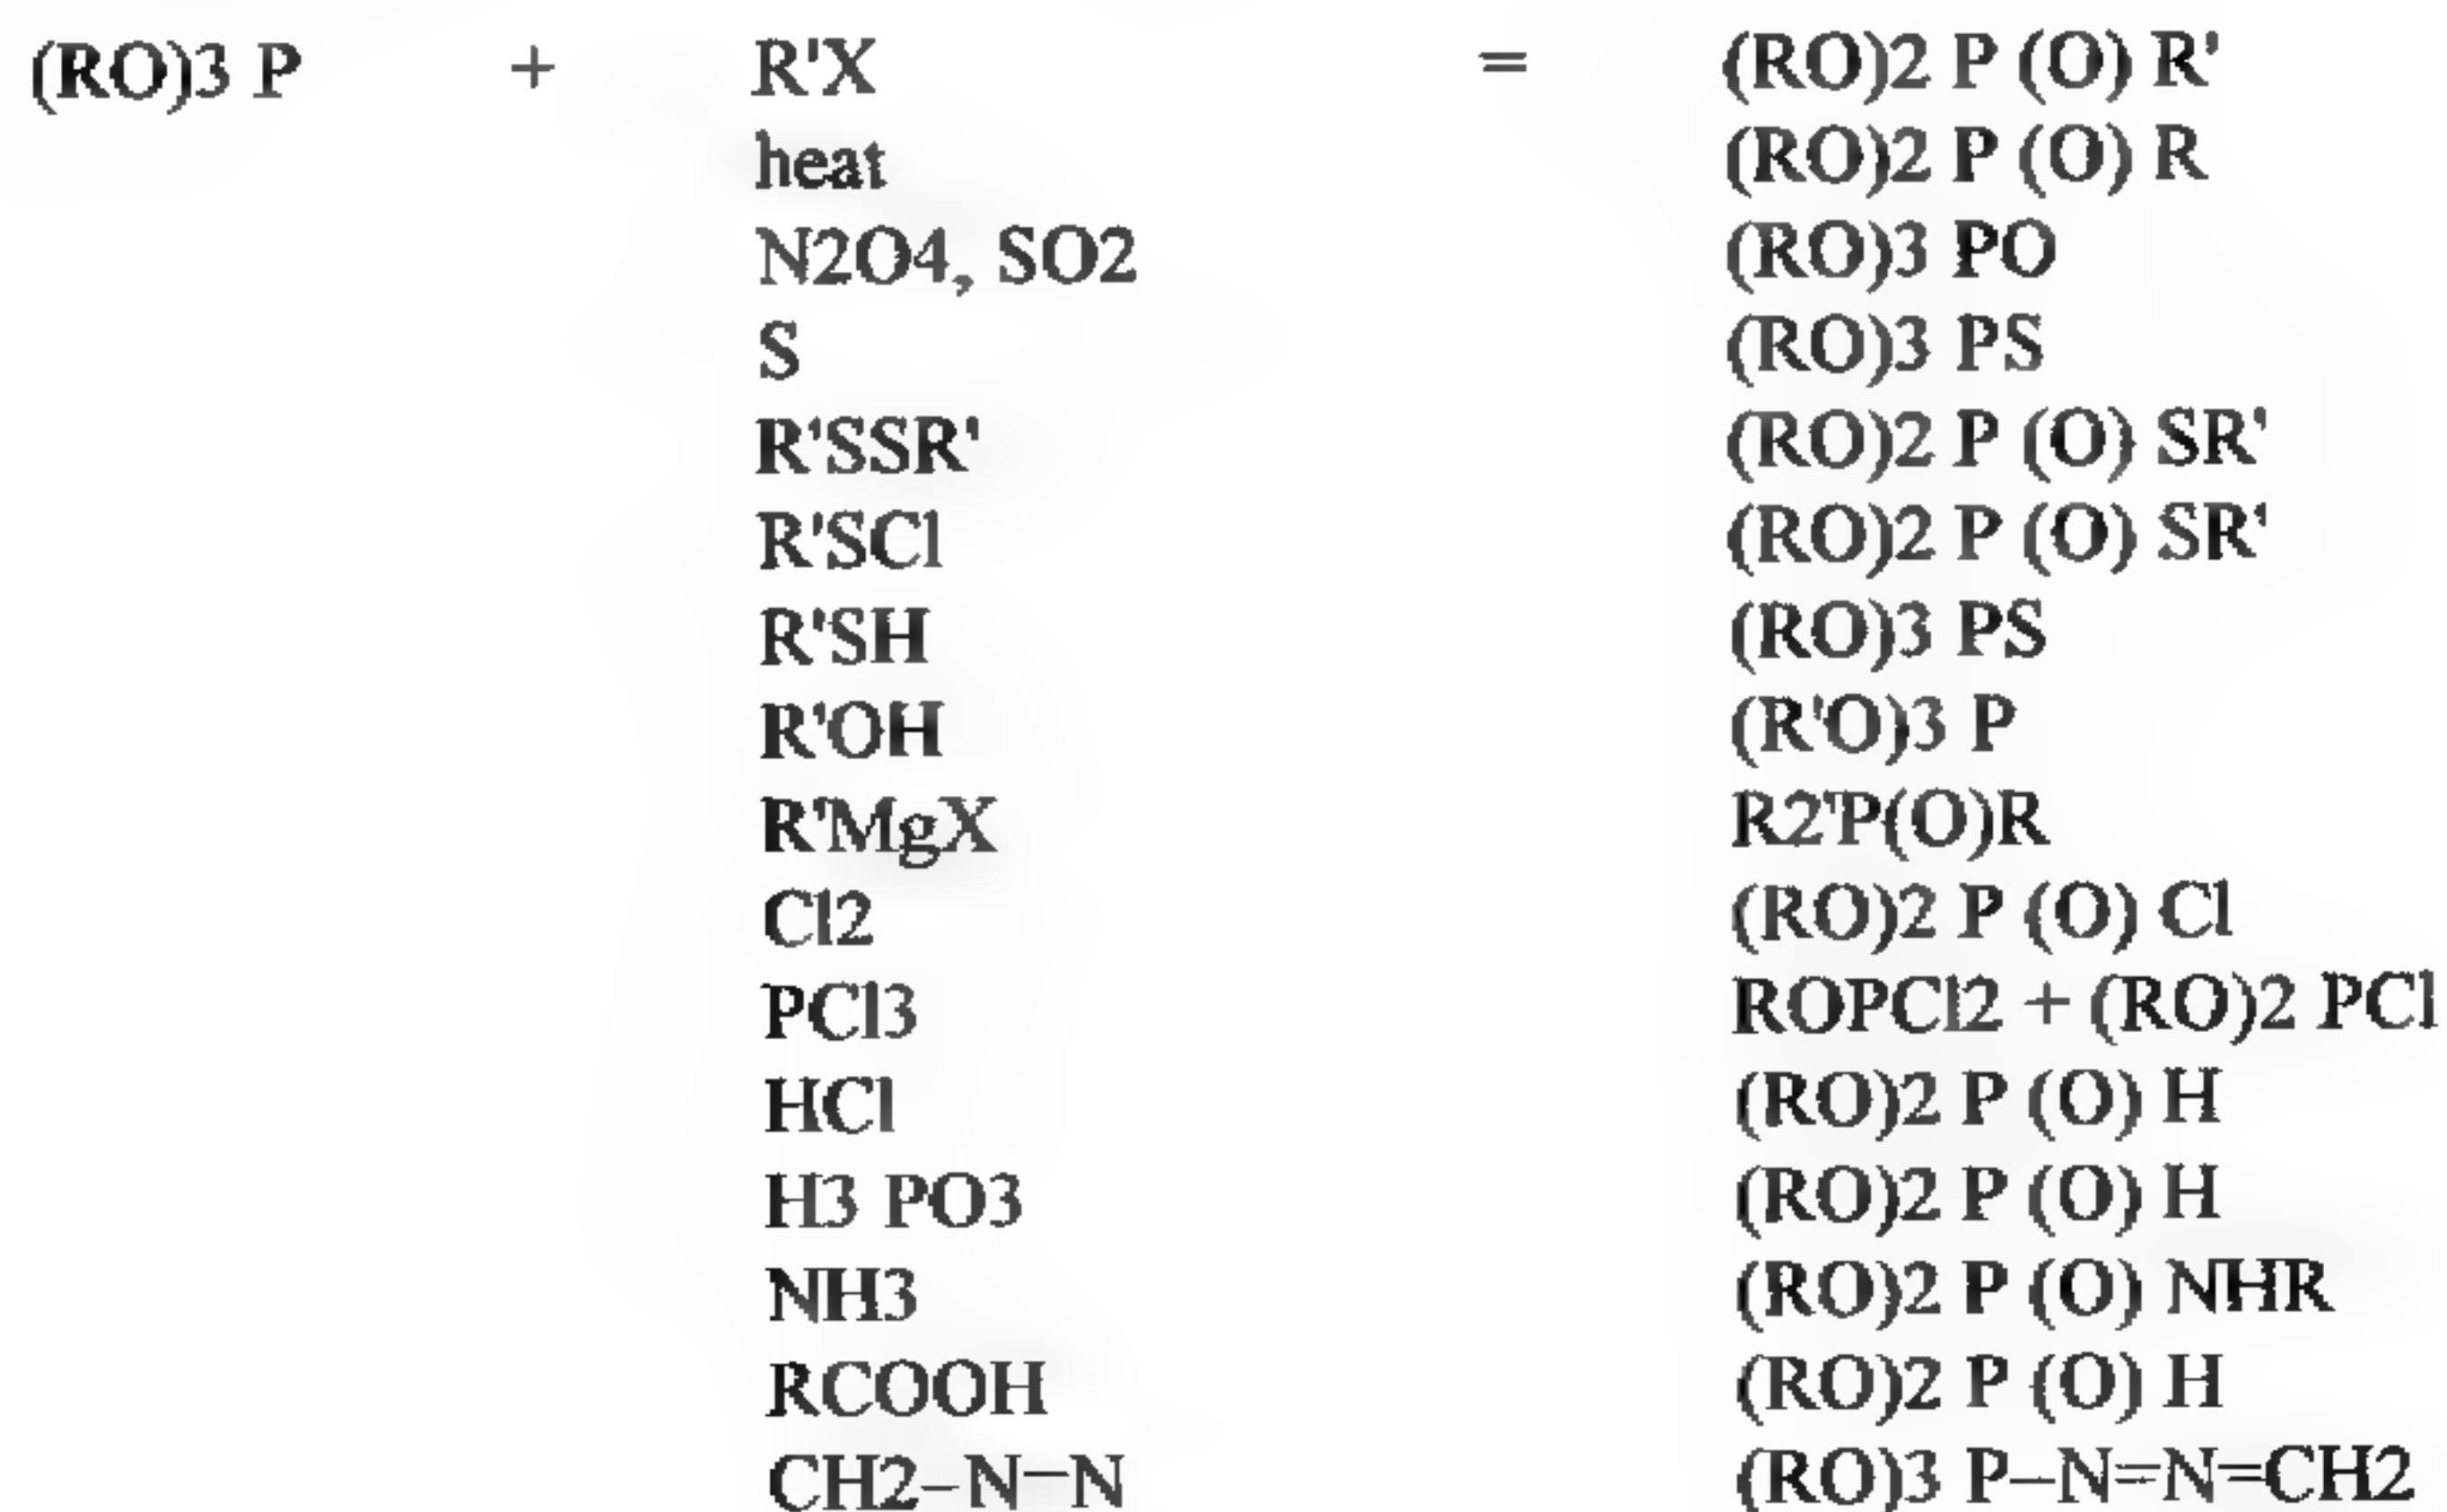 (RO)3 P + R'X = (RO)2 P (O) R'
heat (RO)2 P (O) R
N2O4, SO2 (RO)3 PO
S (RO)3 PS
R'SSR' (RO)2 P (O) SR'
R'SCl (RO)2 P (O) SR'
R'SH (RO)3 PS
R'OH (R'O)3 P
R'MgX R2'P(O)R
Cl2 (RO)2 P (O) Cl
PCl3 ROPCl2 + (RO)2 PCl
HCl (RO)2 P (O) H
H3 PO3 (RO)2 P (O) H
NH3 (RO)2 P (O) NHR
RCOOH (RO)2 P (O) H
CH2–N–N (RO)3 P–N=N=CH2